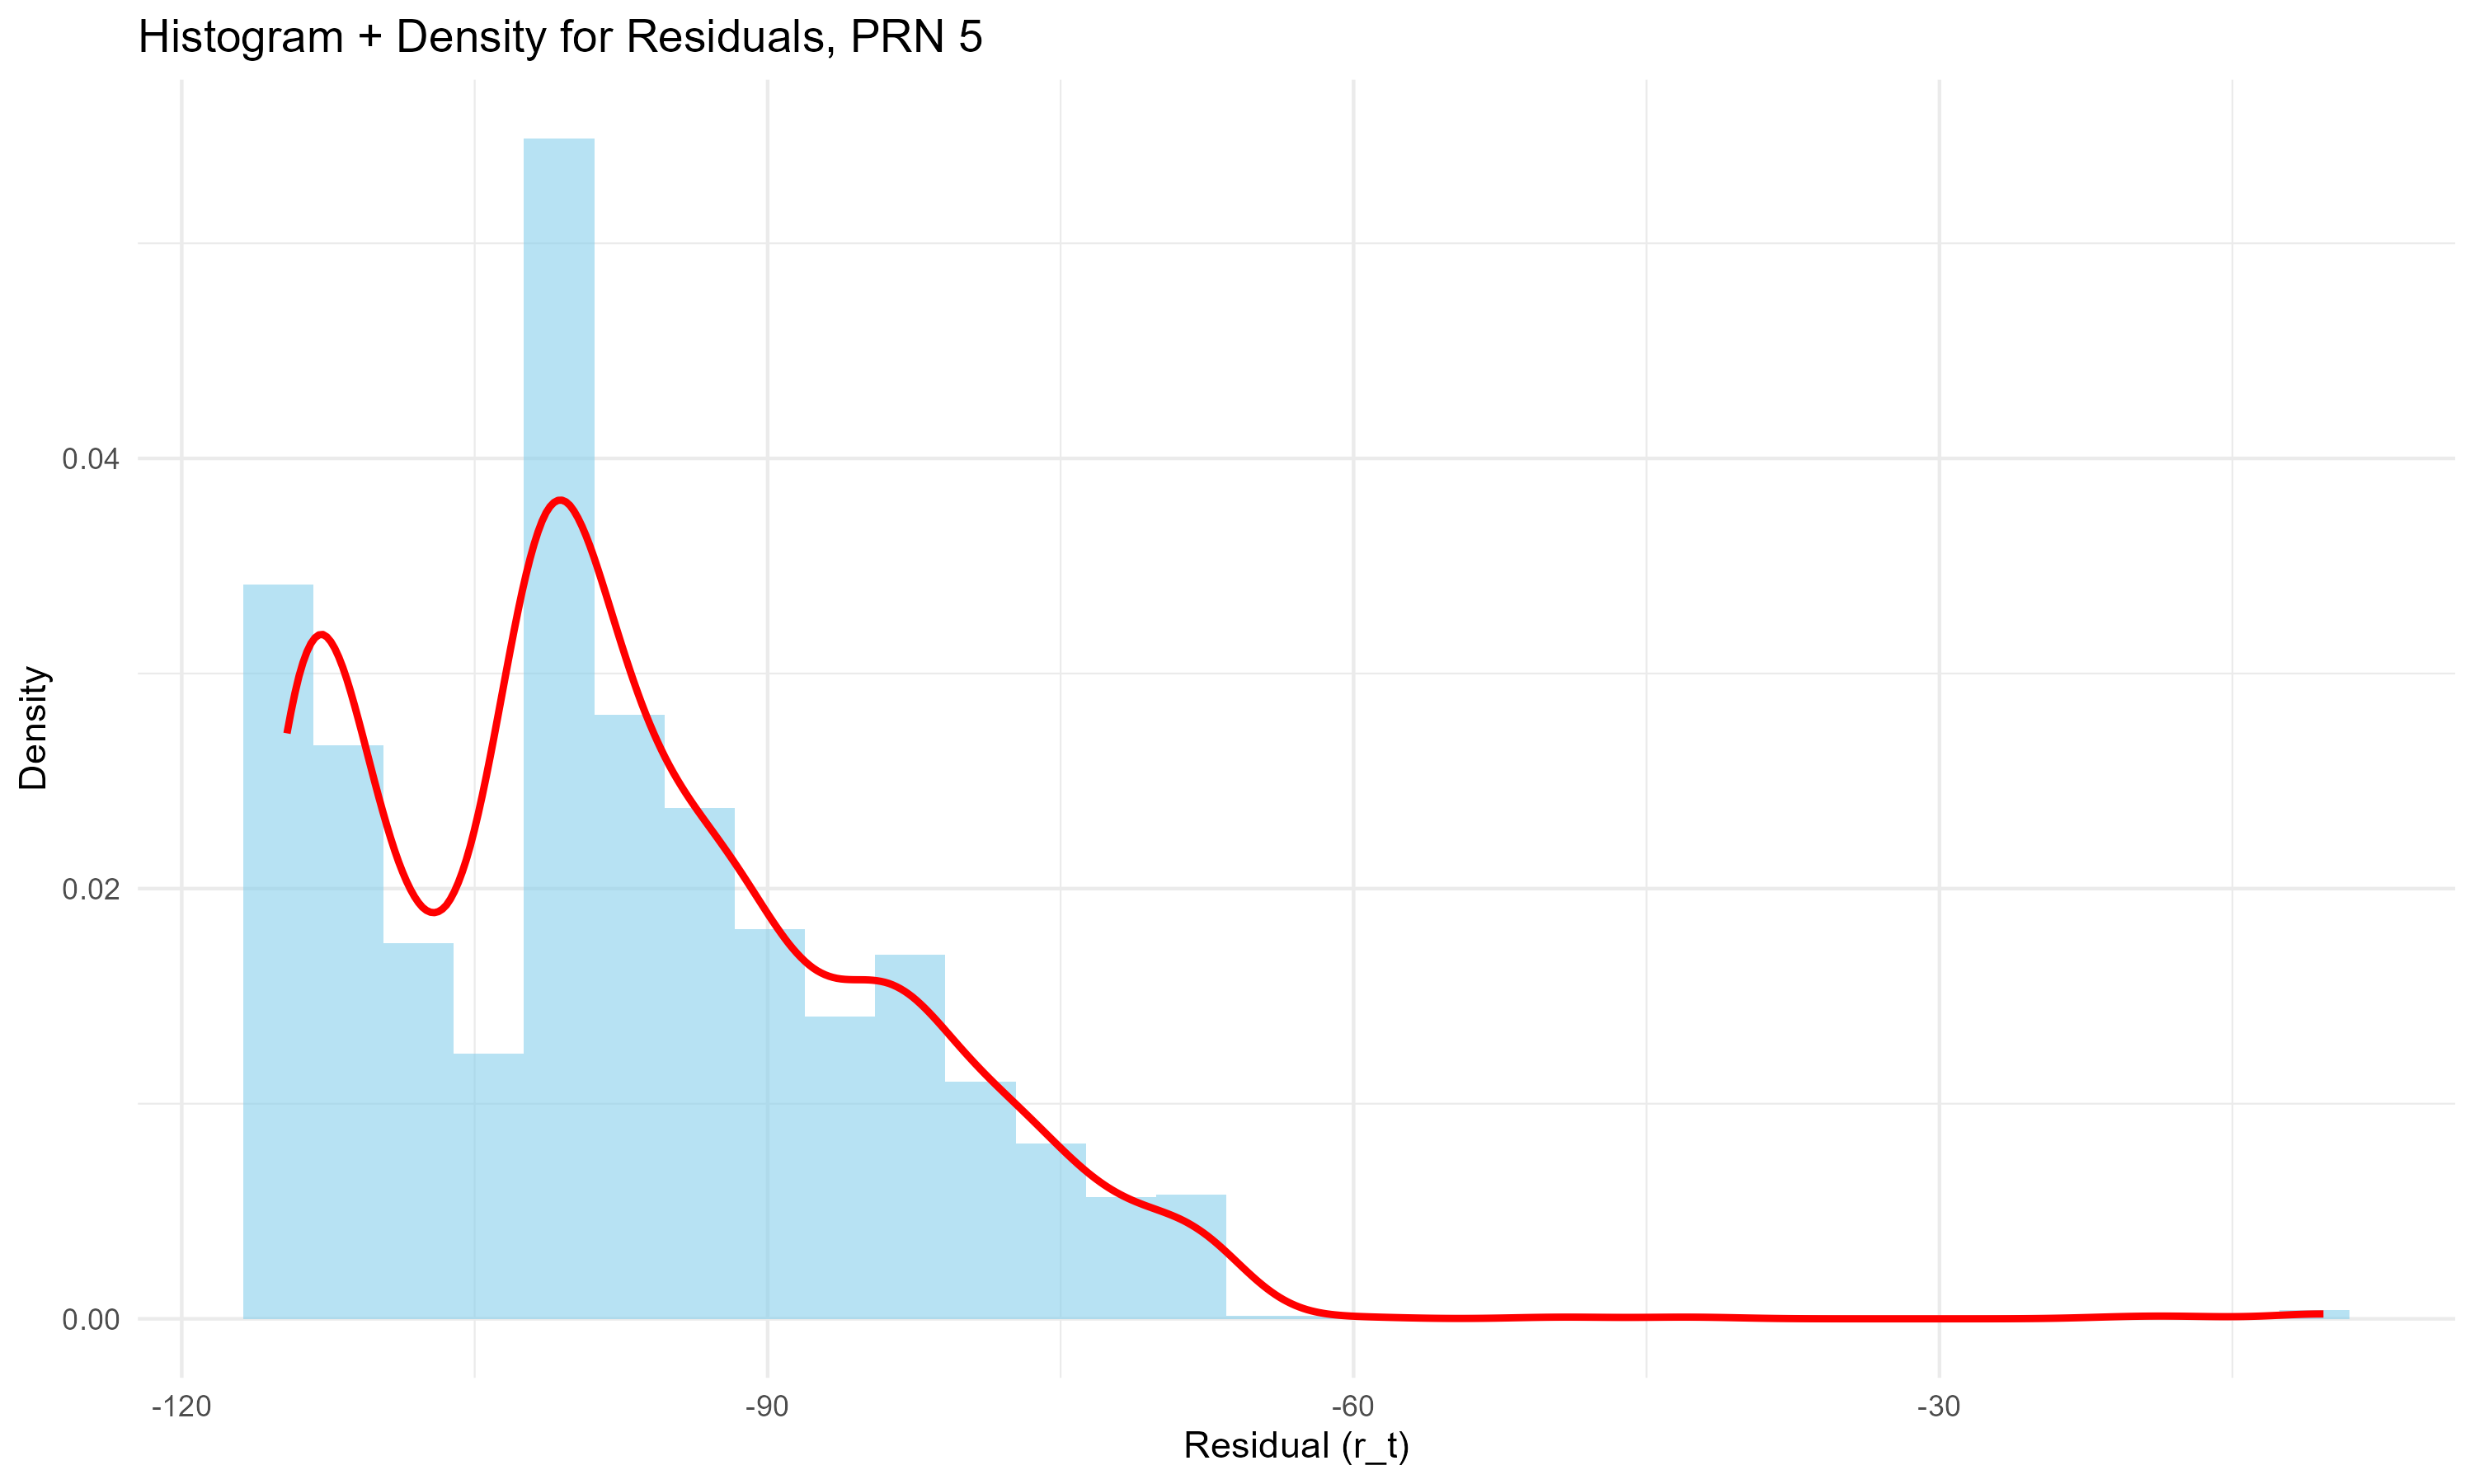 Histogram + Density for Residuals, PRN 5
Density
0.04
0.02
0.00
-120
-90
-60
-30
Residual (r_t)